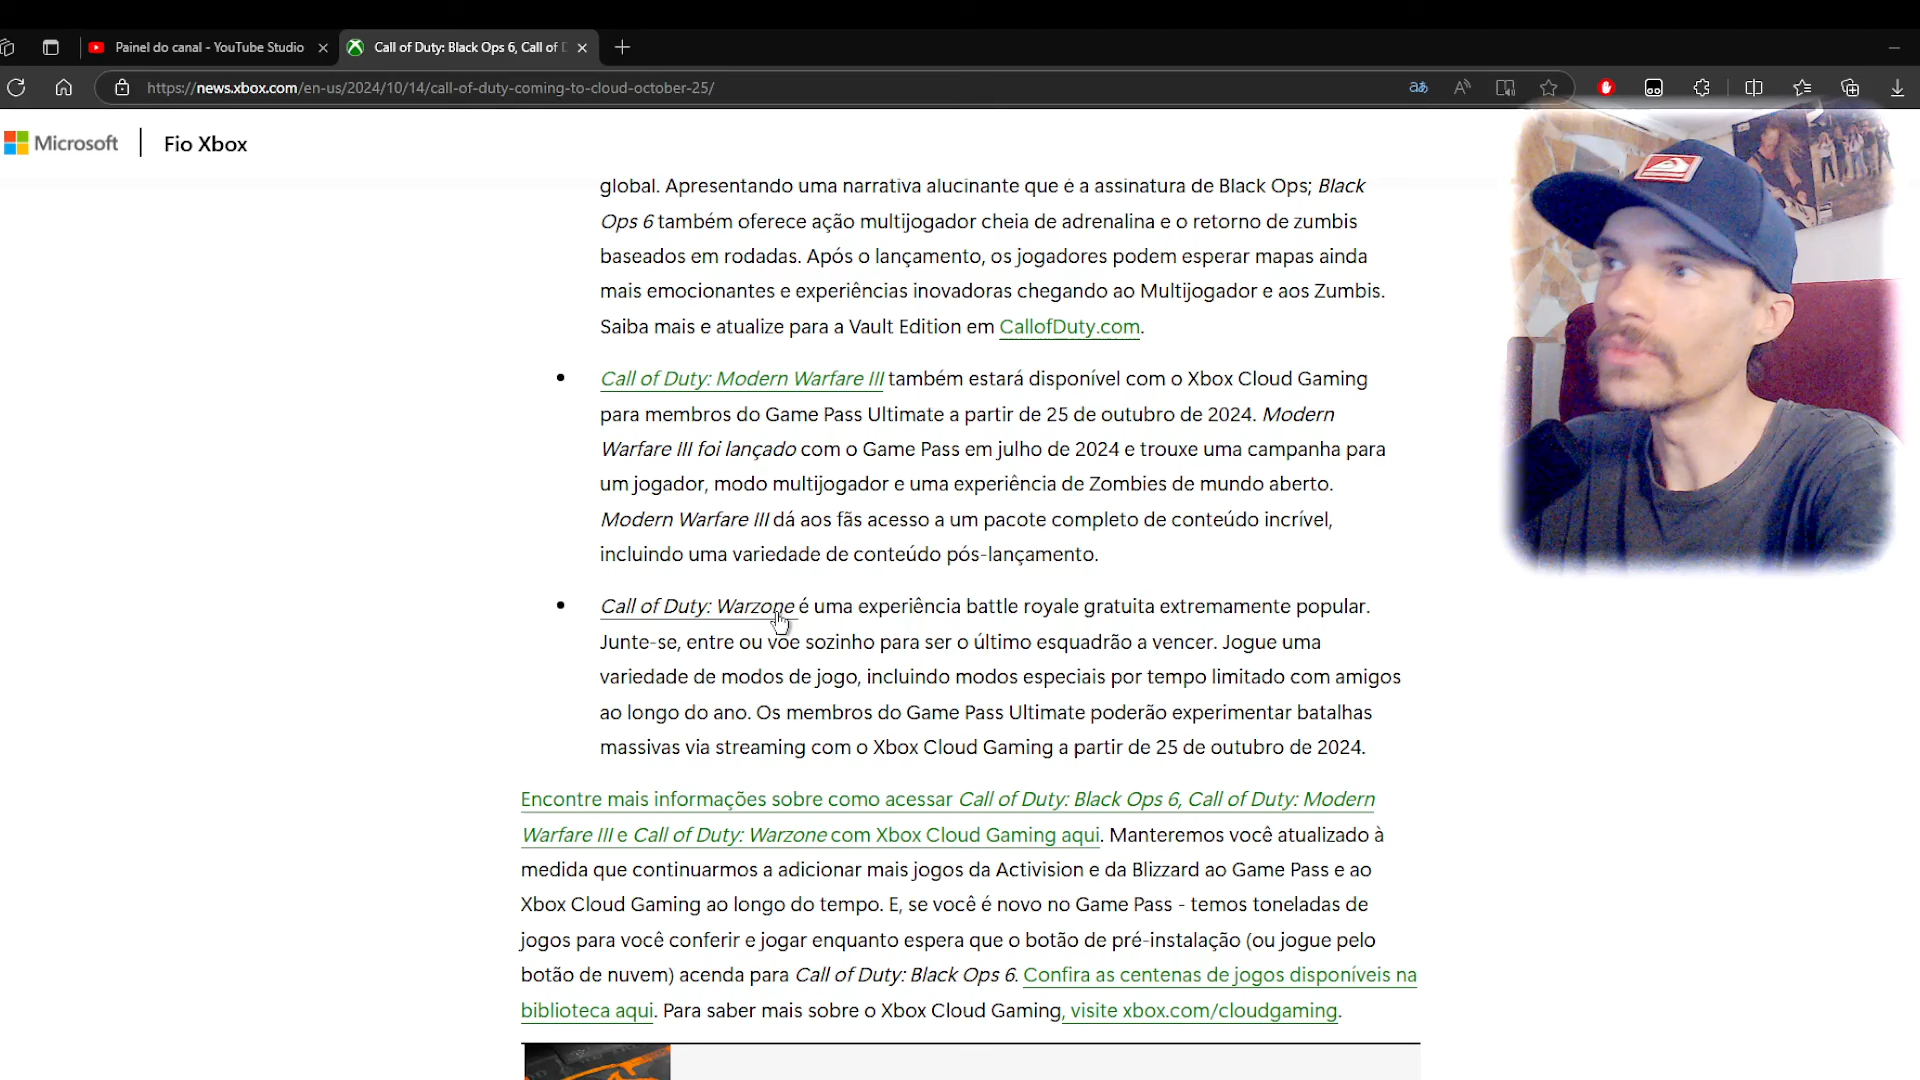 Painel do canal - YouTube Studio
Call of Duty: Black Ops 6, Call of D
https://news.xbox.com/en-us/2024/10/14/call-of-duty-coming-to-cloud-october-25/
Microsoft
Fio Xbox
global. Apresentando uma narrativa alucinante que é a assinatura de Black Ops; Black
Ops 6 também oferece ação multijogador cheia de adrenalina e o retorno de zumbis
baseados em rodadas. Após o lançamento, os jogadores podem esperar mapas ainda
mais emocionantes e experiências inovadoras chegando ao Multijogador e aos Zumbis.
Saiba mais e atualize para a Vault Edition em CallofDuty.com.
Call of Duty: Modern Warfare III também estará disponível com o Xbox Cloud Gaming
para membros do Game Pass Ultimate a partir de 25 de outubro de 2024. Modern
Warfare III foi lançado com o Game Pass em julho de 2024 e trouxe uma campanha para
um jogador, modo multijogador e uma experiência de Zombies de mundo aberto.
Modern Warfare III dá aos fãs acesso a um pacote completo de conteúdo incrível,
incluindo uma variedade de conteúdo pós-lançamento.
Call of Duty: Warzone é uma experiência battle royale gratuita extremamente popular.
Junte-se, entre ou voe sozinho para ser o último esquadrão a vencer. Jogue uma
variedade de modos de jogo, incluindo modos especiais por tempo limitado com amigos
ao longo do ano. Os membros do Game Pass Ultimate poderão experimentar batalhas
massivas via streaming com o Xbox Cloud Gaming a partir de 25 de outubro de 2024.
Encontre mais informações sobre como acessar Call of Duty: Black Ops 6, Call of Duty: Modern
Warfare III e Call of Duty: Warzone com Xbox Cloud Gaming aqui. Manteremos você atualizado à
medida que continuarmos a adicionar mais jogos da Activision e da Blizzard ao Game Pass e ao
Xbox Cloud Gaming ao longo do tempo. E, se você é novo no Game Pass - temos toneladas de
jogos para você conferir e jogar enquanto espera que o botão de pré-instalação (ou jogue pelo
botão de nuvem) acenda para Call of Duty: Black Ops 6. Confira as centenas de jogos disponíveis na
biblioteca aqui. Para saber mais sobre o Xbox Cloud Gaming, visite xbox.com/cloudgaming.